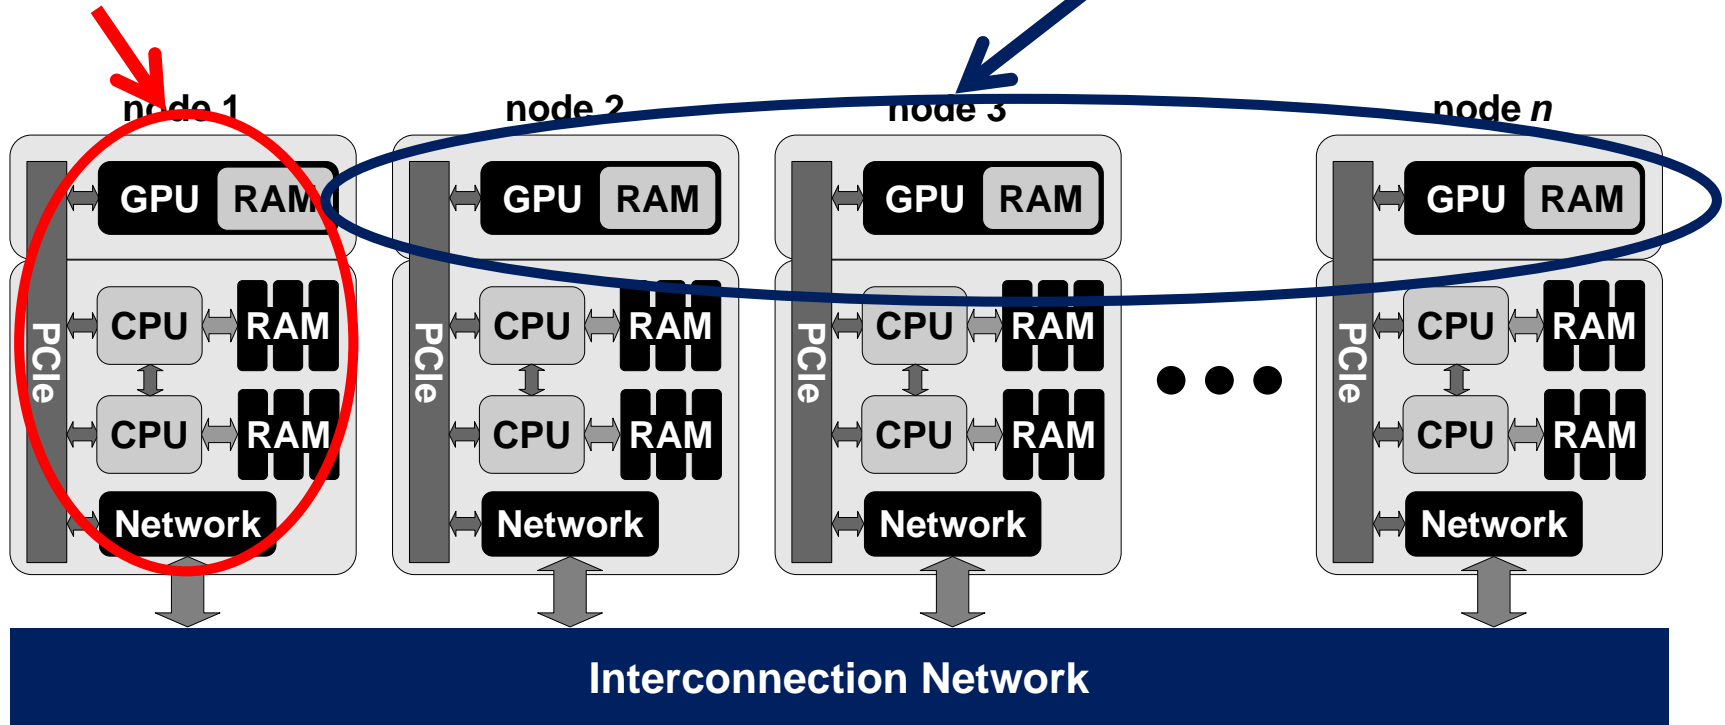 node 1
node 2
node 3
node n
GPU RAM
GPU RAM
GPU RAM
GPU RAM
PCIe
CPU RAM
CPU RAM
PCIe
CPU RAM
CPU RAM
PCIe
CPU RAM
CPU RAM
PCIe
CPU RAM
CPU RAM
Network
Network
Network
Network
Interconnection Network